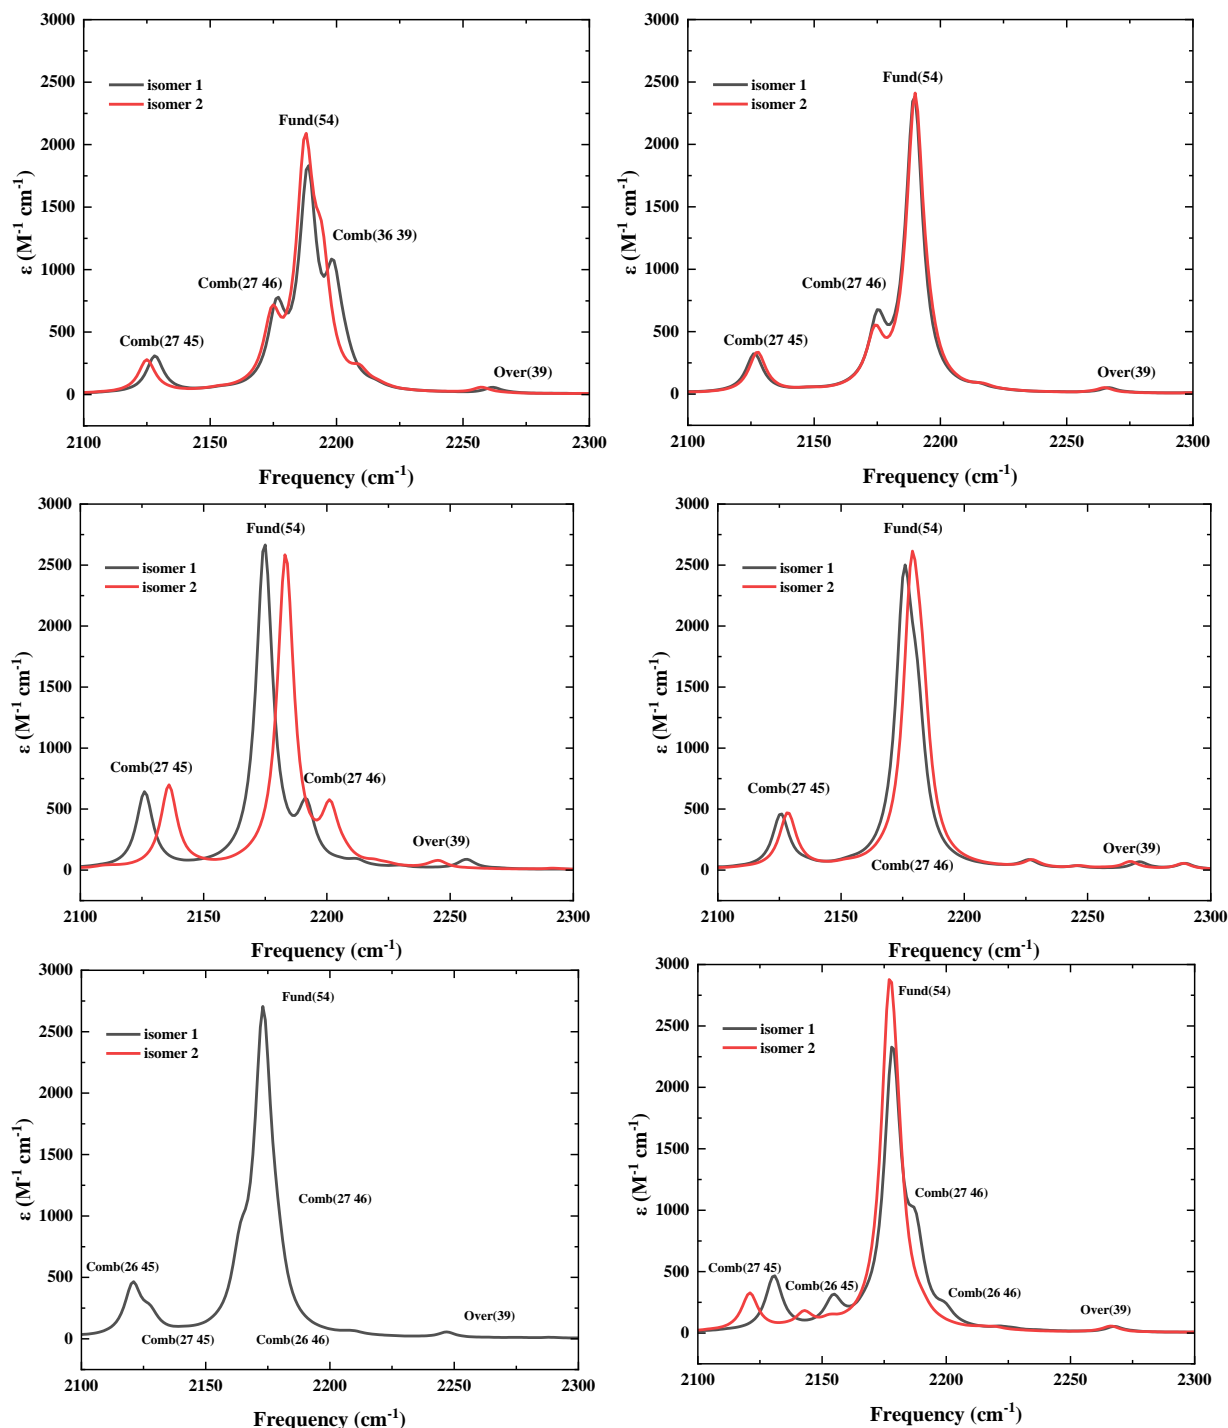 3000
2500
2000
1500
1000
500
0
ε (M⁻¹ cm⁻¹)
isomer 1
isomer 2
Fund(54)
Comb(36 39)
Comb(27 46)
Comb(27 45)
Over(39)
2100 2150 2200 2250 2300
Frequency (cm⁻¹)
3000
2500
2000
1500
1000
500
0
ε (M⁻¹ cm⁻¹)
isomer 1
isomer 2
Fund(54)
Comb(27 46)
Comb(27 45)
Over(39)
2100 2150 2200 2250 2300
Frequency (cm⁻¹)
3000
2500
2000
1500
1000
500
0
ε (M⁻¹ cm⁻¹)
Fund(54)
isomer 1
isomer 2
Comb(27 45)
Comb(27 46)
Over(39)
2100 2150 2200 2250 2300
Frequency (cm⁻¹)
3000
2500
2000
1500
1000
500
0
ε (M⁻¹ cm⁻¹)
Fund(54)
isomer 1
isomer 2
Comb(27 45)
Comb(27 46)
Over(39)
2100 2150 2200 2250 2300
Frequency (cm⁻¹)
3000
2500
2000
1500
1000
500
0
ε (M⁻¹ cm⁻¹)
Fund(54)
isomer 1
isomer 2
Comb(27 46)
Comb(26 45)
Comb(27 45)
Comb(26 46)
Over(39)
2100 2150 2200 2250 2300
Frequency (cm⁻¹)
3000
2500
2000
1500
1000
500
0
ε (M⁻¹ cm⁻¹)
Fund(54)
isomer 1
isomer 2
Comb(27 46)
Comb(27 45)
Comb(26 45)
Comb(26 46)
Over(39)
2100 2150 2200 2250 2300
Frequency (cm⁻¹)